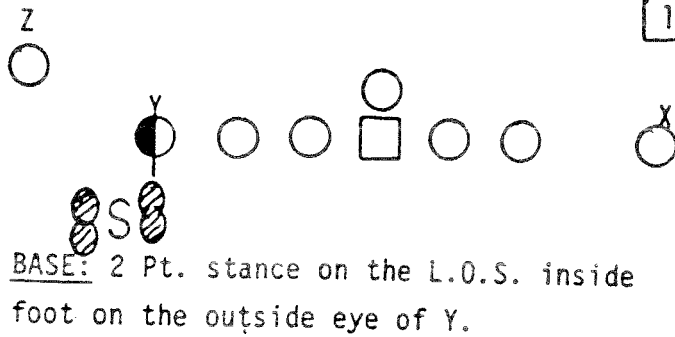 Z
1
Y
X
S
BASE: 2 Pt. stance on the L.O.S. inside
foot on the outside eye of Y.